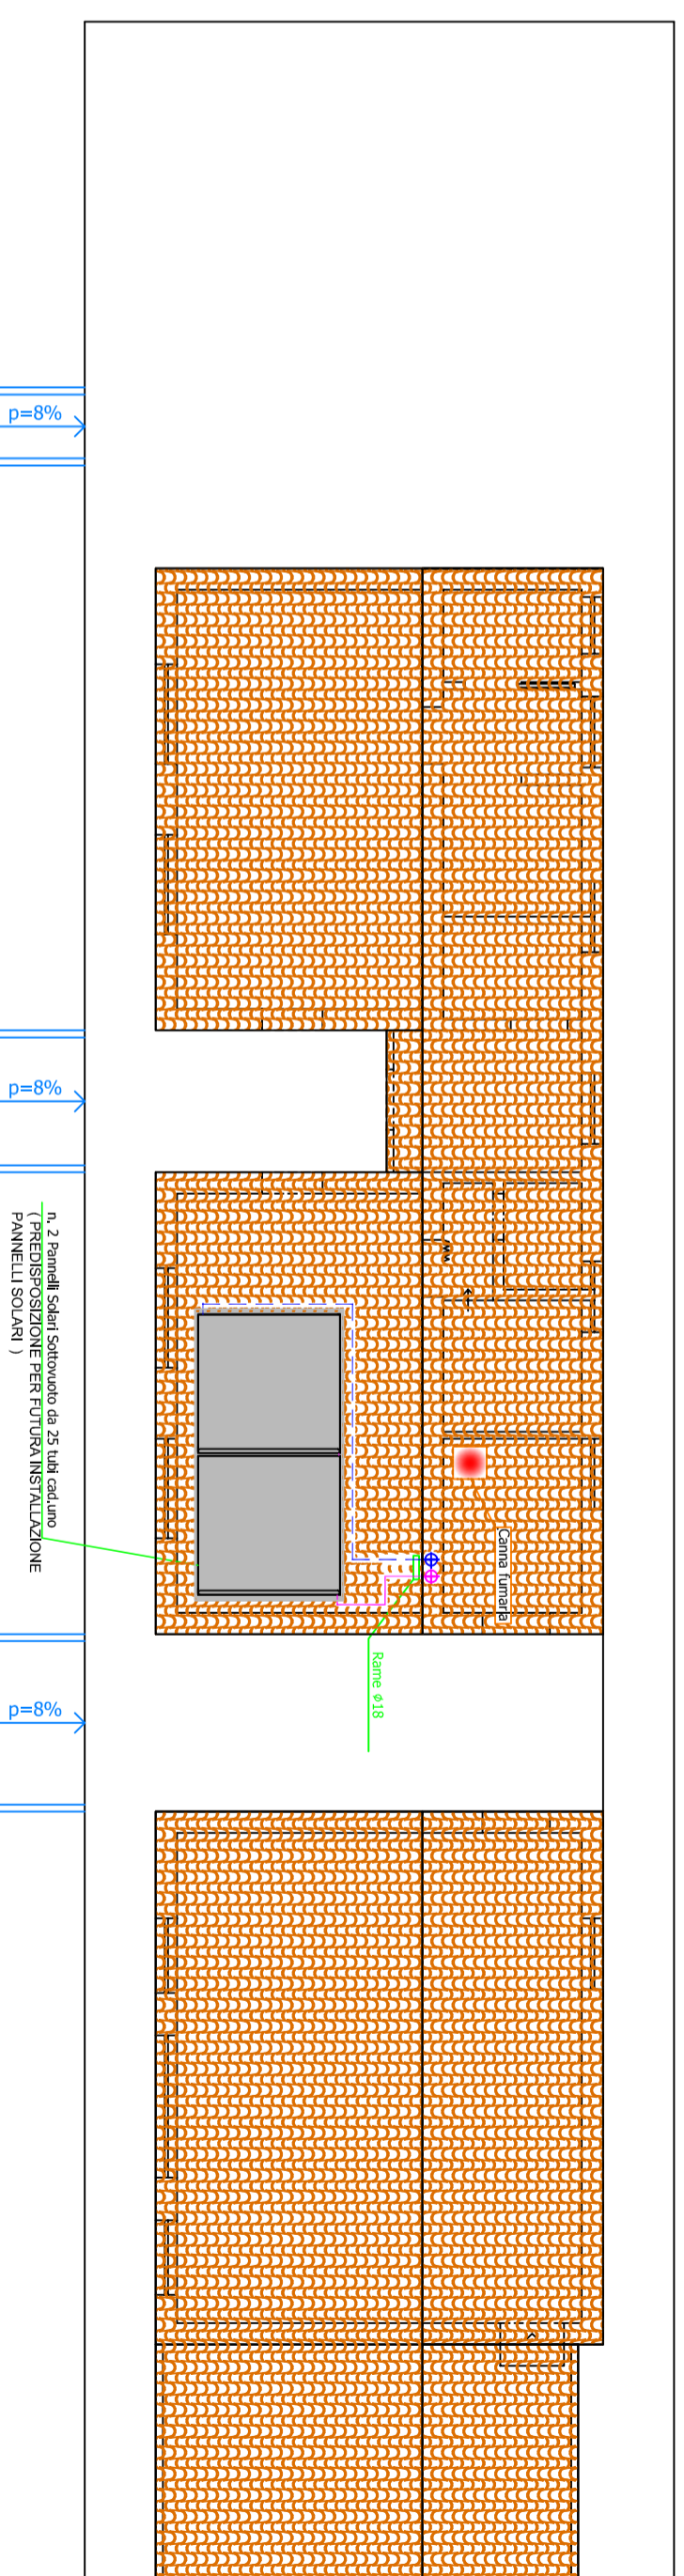 p=8%
p=8%
n. 2 Pannelli Solari Sottovuoto da 25 tubi cad.uno
( PREDISPOSIZIONE PER FUTURA INSTALLAZIONE
PANNELLI SOLARI )
Canna fumaria
Rame ø18
p=8%